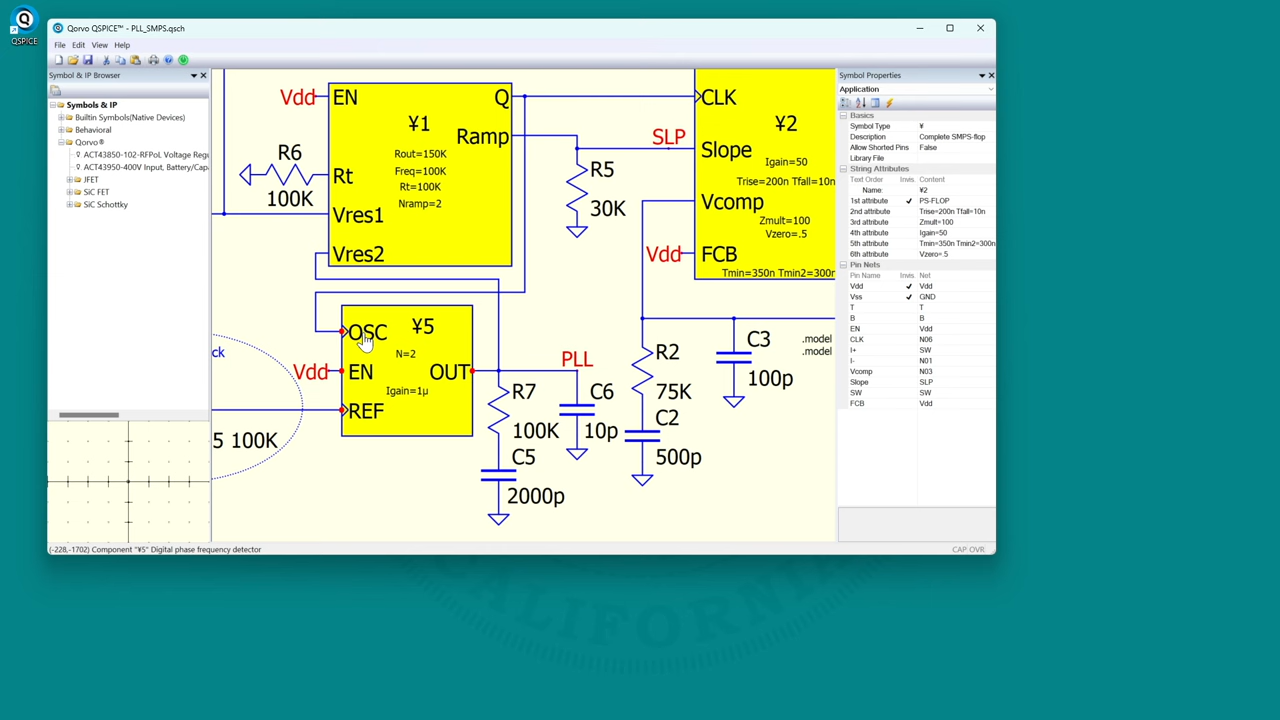 QSPICE
Qorvo QSPICE™ - PLL_SMPS.qsch
File Edit View Help
Symbol & IP Browser
Symbols & IP
Builtin Symbols(Native Devices)
Behavioral
Qorvo®
ACT43850-102-RFPoL Voltage Regu
ACT43950-400V Input, Battery/Capa
JFET
SiC FET
SiC Schottky
Vdd
EN
Q
¥1
Ramp
Rout=150K
Freq=100K
Rt=100K
Nramp=2
R6
100K
Rt
Vres1
Vres2
SLP
R5
30K
CLK
¥2
Slope
Igain=50
Trise=200n Tfall=10n
Vcomp
Zmult=100
Vzero=.5
Vdd
FCB
Tmin=350n Tmin2=300n
OSC
¥5
N=2
Vdd
EN
OUT
Igain=1µ
REF
ck
5 100K
PLL
R7
100K
C6
10p
C5
2000p
R2
75K
C2
500p
C3
100p
.model
.model
Symbol Properties
Application
Basics
Symbol Type ¥
Description Complete SMPS-flop
Allow Shorted Pins False
Library File
String Attributes
Text Order Invis. Content
Name: ¥2
1st attribute PS-FLOP
2nd attribute Trise=200n Tfall=10n
3rd attribute Zmult=100
4th attribute Igain=50
5th attribute Tmin=350n Tmin2=300n
6th attribute Vzero=.5
Pin Nets
Pin Name Invis. Net
Vdd Vdd
Vss GND
T T
B B
EN Vdd
CLK N06
I+ SW
I- N01
Vcomp N03
Slope SLP
SW SW
FCB Vdd
(-228,-1702) Component "¥5" Digital phase frequency detector
CAP OVR
CALIFORNIA